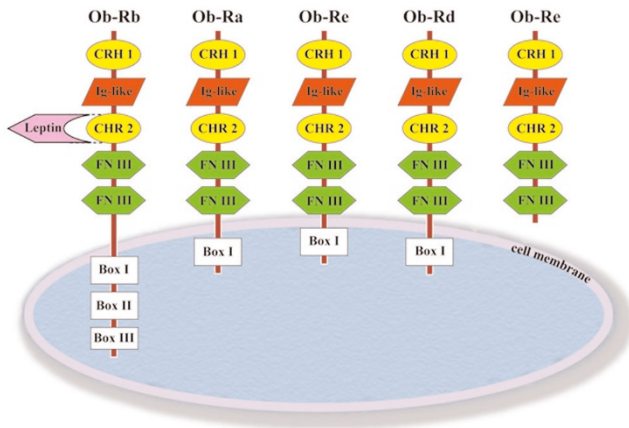 Ob-Rb Ob-Ra Ob-Re Ob-Rd Ob-Re
CRH 1 CRH 1 CRH 1 CRH 1 CRH 1
Ig-like Ig-like Ig-like Ig-like Ig-like
Leptin CHR 2 CHR 2 CHR 2 CHR 2 CHR 2
FN III FN III FN III FN III FN III
FN III FN III FN III FN III FN III
Box I Box I Box I Box I cell membrane
Box II
Box III